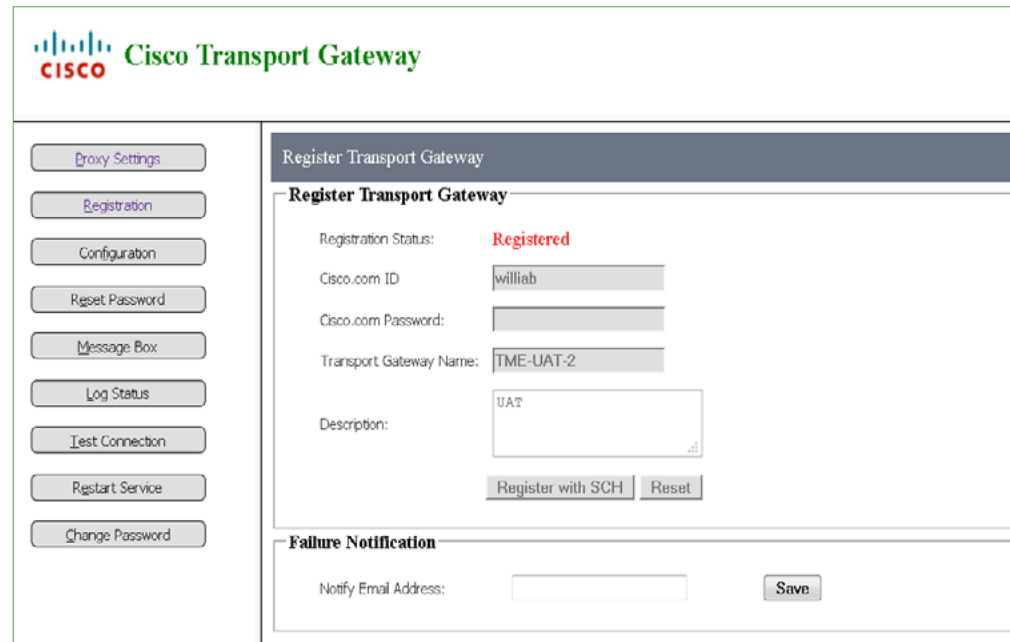 CISCO
Cisco Transport Gateway
Proxy Settings
Registration
Configuration
Reset Password
Message Box
Log Status
Test Connection
Restart Service
Change Password
Register Transport Gateway
Register Transport Gateway
Registration Status: Registered
Cisco.com ID williab
Cisco.com Password:
Transport Gateway Name: TME-UAT-2
Description: UAT
Register with SCH Reset
Failure Notification
Notify Email Address: Save